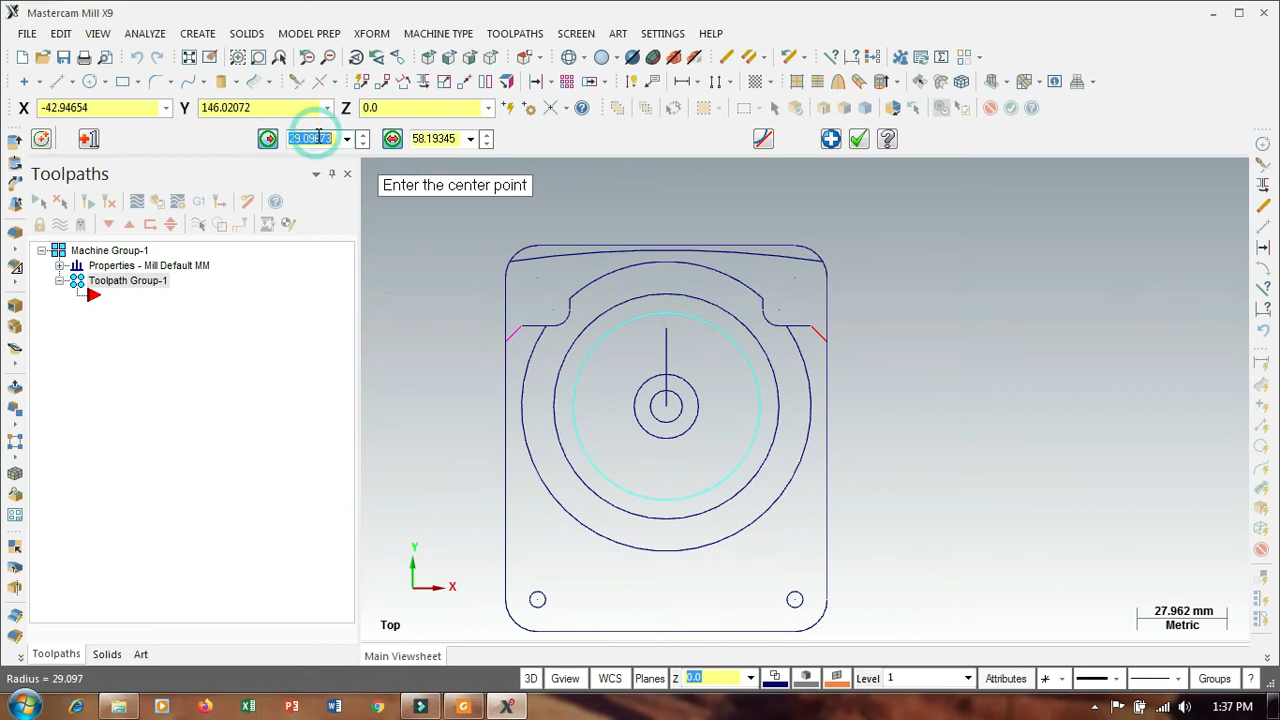 Mastercam Mill X9
FILE EDIT VIEW ANALYZE CREATE SOLIDS MODEL PREP XFORM MACHINE TYPE TOOLPATHS SCREEN ART SETTINGS HELP
X -42.94654 Y 146.02072 Z 0.0
+1 58.19345
Toolpaths
Enter the center point
G1
Machine Group-1
Properties - Mill Default MM
Toolpath Group-1
Y
X
Top
27.962 mm
Metric
Toolpaths Solids Art
Main Viewsheet
Radius = 29.097
3D Gview WCS Planes Z 0.0 Level 1 Attributes Groups ?
1:37 PM